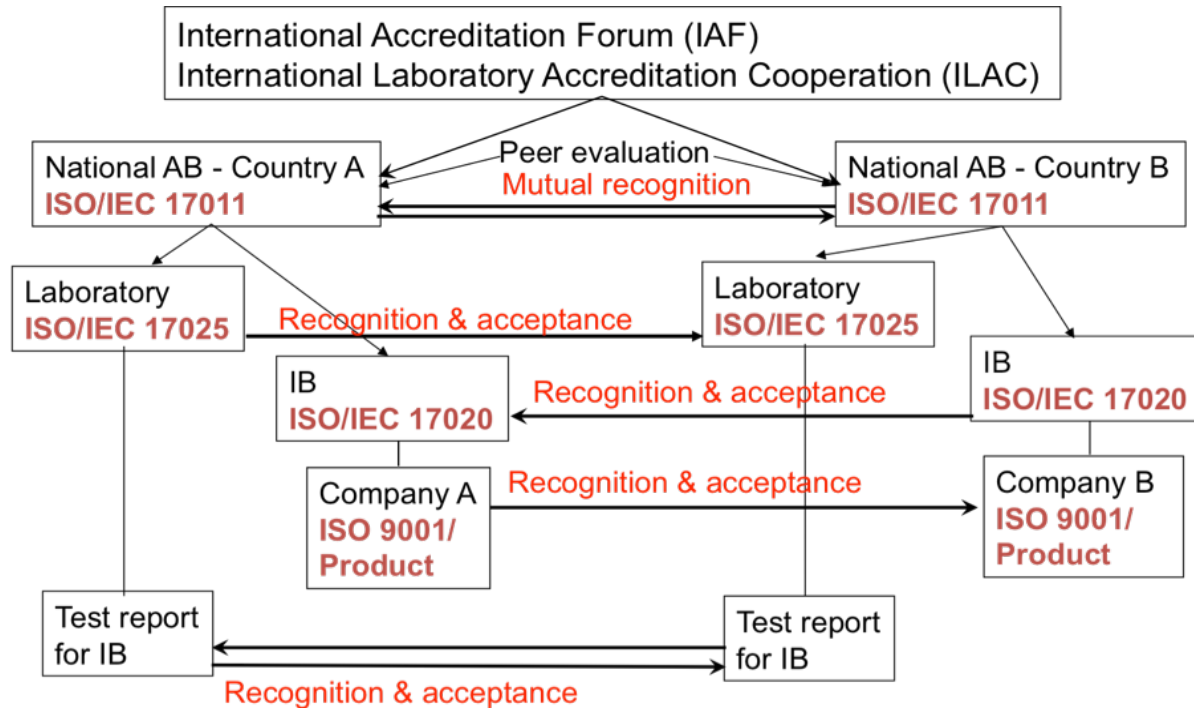 International Accreditation Forum (IAF)
International Laboratory Accreditation Cooperation (ILAC)
National AB - Country A
ISO/IEC 17011
Peer evaluation
Mutual recognition
National AB - Country B
ISO/IEC 17011
Laboratory
ISO/IEC 17025
Recognition & acceptance
Laboratory
ISO/IEC 17025
IB
ISO/IEC 17020
Recognition & acceptance
IB
ISO/IEC 17020
Company A
ISO 9001/
Product
Recognition & acceptance
Company B
ISO 9001/
Product
Test report
for IB
Test report
for IB
Recognition & acceptance